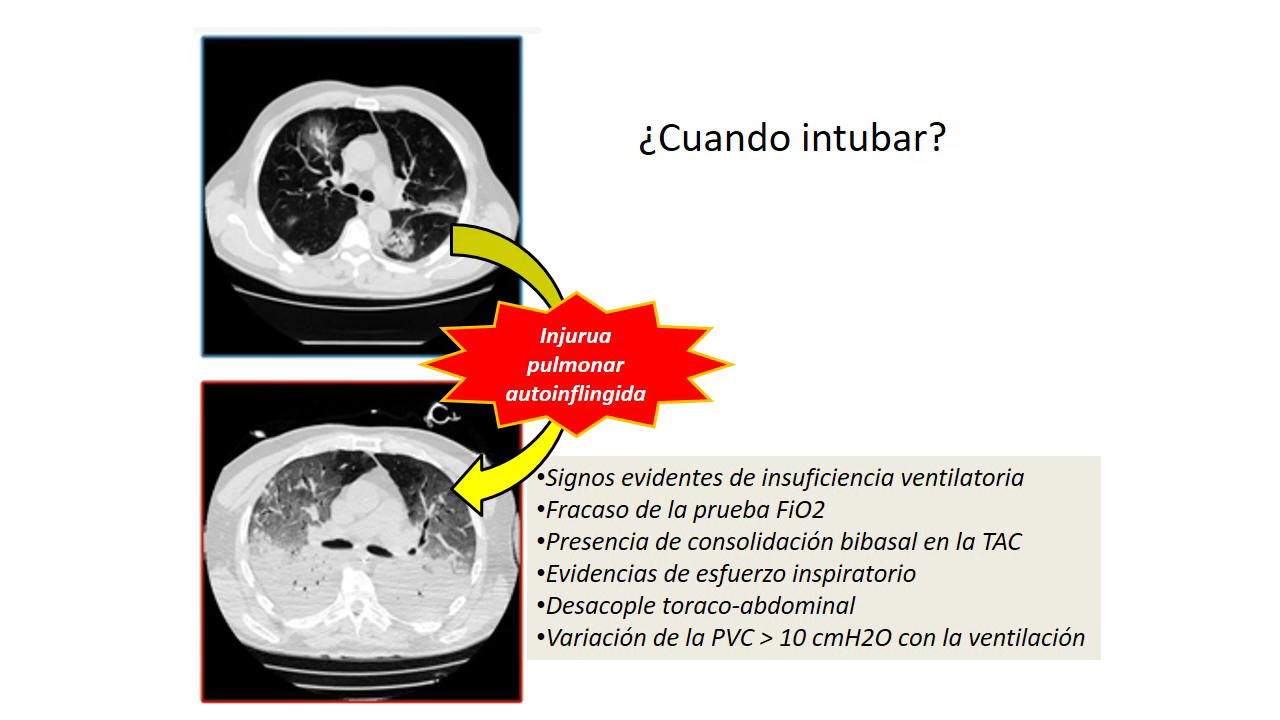 ¿Cuando intubar?
Injurua
pulmonar
autoinflingida
•Signos evidentes de insuficiencia ventilatoria
•Fracaso de la prueba FiO2
•Presencia de consolidación bibasal en la TAC
•Evidencias de esfuerzo inspiratorio
•Desacople toraco-abdominal
•Variación de la PVC > 10 cmH2O con la ventilación